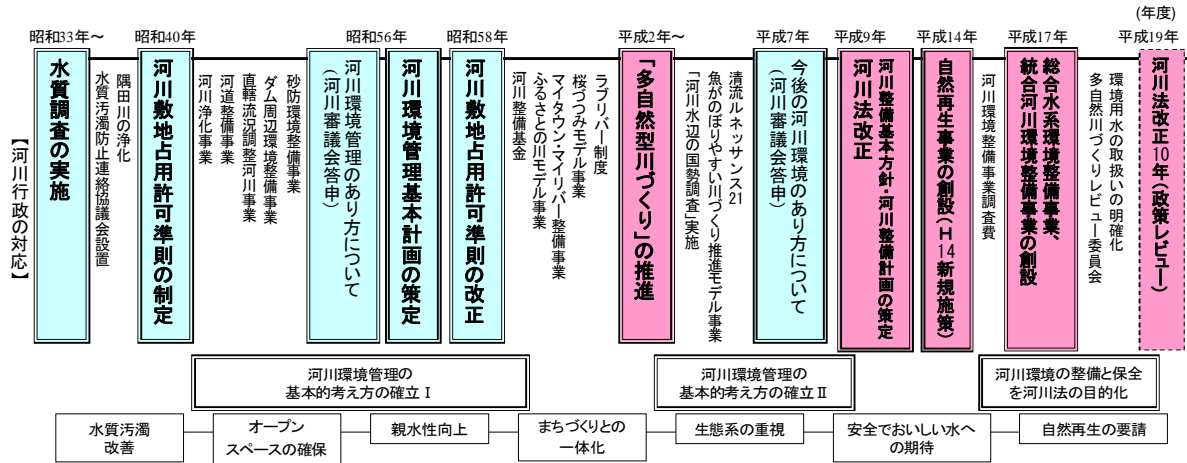 (年度)
昭和33年～
昭和40年
昭和56年
昭和58年
平成2年～
平成7年
平成9年
平成14年
平成17年
平成19年
【河川行政の対応】
水質調査の実施
水質汚濁防止連絡協議会設置
隅田川の浄化
河川敷地占用許可準則の制定
河川浄化事業
河道整備事業
直轄流況調整河川事業
ダム周辺環境整備事業
砂防環境整備事業
河川環境管理のあり方について
(河川審議会答申)
河川環境管理基本計画の策定
河川敷地占用許可準則の改正
河川整備基金
ふるさとの川モデル事業
マイタウン・マイリバー整備事業
桜づつみモデル事業
ラブリバー制度
「多自然型川づくり」の推進
「河川水辺の国勢調査」実施
魚がのぼりやすい川づくり推進モデル事業
清流ルネッサンス21
今後の河川環境のあり方について
(河川審議会答申)
河川法改正
河川整備基本方針・河川整備計画の策定
自然再生事業の創設(H14新規施策)
河川環境整備事業調査費
総合水系環境整備事業、
統合河川環境整備事業の創設
多自然川づくりレビュー委員会
環境用水の取扱いの明確化
河川法改正10年(政策レビュー)
河川環境管理の
基本的考え方の確立Ⅰ
河川環境管理の
基本的考え方の確立Ⅱ
河川環境の整備と保全
を河川法の目的化
水質汚濁
改善
オープン
スペースの確保
親水性向上
まちづくりとの
一体化
生態系の重視
安全でおいしい水へ
の期待
自然再生の要請